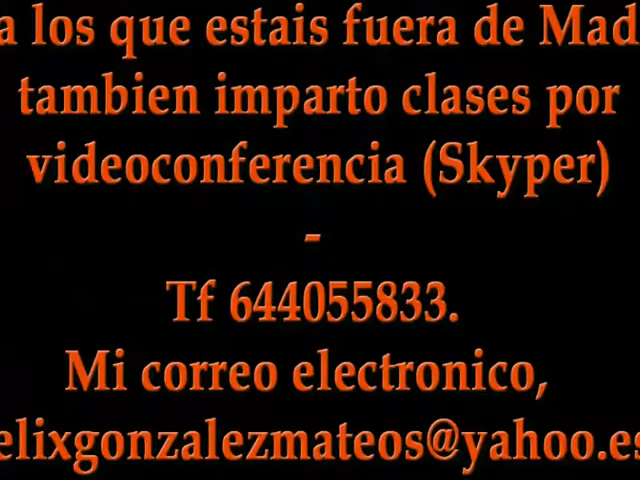 a los que estais fuera de Mad
tambien imparto clases por
videoconferencia (Skyper)
-
Tf 644055833.
Mi correo electronico,
elixgonzalezmateos@yahoo.es